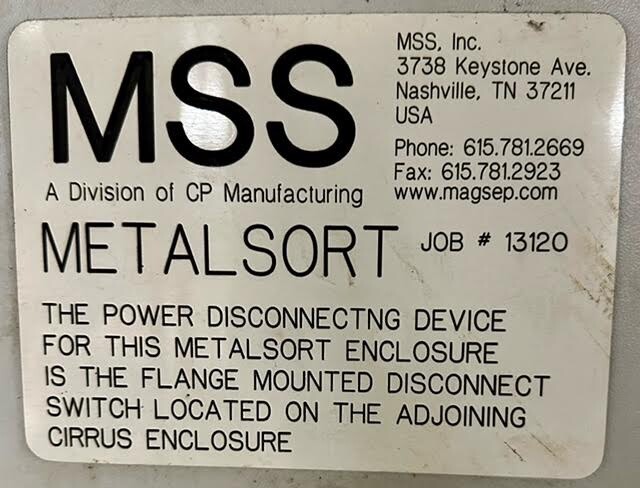 MSS
A Division of CP Manufacturing
MSS, Inc.
3738 Keystone Ave.
Nashville, TN 37211
USA
Phone: 615.781.2669
Fax: 615.781.2923
www.magsep.com
METALSORT
JOB # 13120
THE POWER DISCONNECTNG DEVICE
FOR THIS METALSORT ENCLOSURE
IS THE FLANGE MOUNTED DISCONNECT
SWITCH LOCATED ON THE ADJOINING
CIRRUS ENCLOSURE